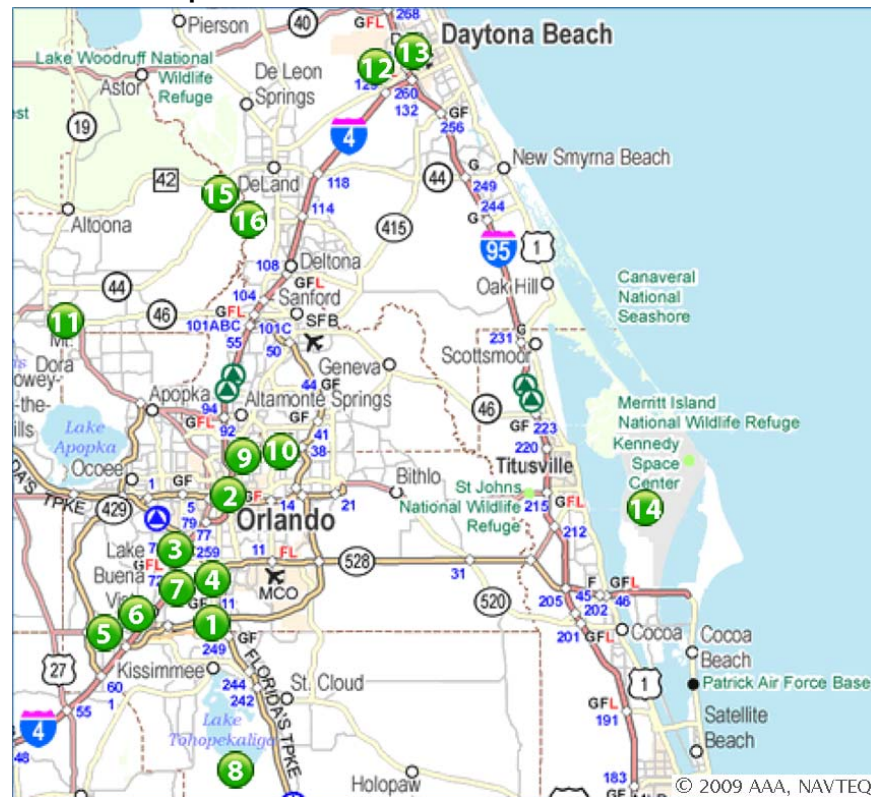 Pierson
40
GFL
268
Daytona Beach
13
12
Lake Woodruff National
Wildlife
Refuge
Astor
De Leon
Springs
129
260
132
GF
256
19
4
42
15
DeLand
118
16
114
Altoona
G
New Smyrna Beach
44
249
244
G
415
95
1
108
Deltona
44
104
GFL
Sanford
46
101ABC
101C
SFB
55
50
11
Mt.
Dora
Oak Hill
Canaveral
National
Seashore
231
G
Scottsmoor
Geneva
44
GF
Apopka
94
GFL
Altamonte Springs
GF
92
41
38
46
GF
223
220
Merritt Island
National Wildlife Refuge
Kennedy
Space
Center
Titusville
Lake
Apopka
Ocoee
9
10
Bithlo
St Johns
National Wildlife
Refuge
215
GFL
14
1
GF
5
2
14
21
FLORIDA'S TPKE
429
79
77
Orlando
212
Lake
Buena
Vista
3
259
GFL
72
7
4
11
FL
528
MCO
31
520
205
F
45
202
GFL
46
201
GFL
Cocoa
Cocoa
Beach
6
5
GF
11
1
249
GF
27
Kissimmee
60
1
55
4
48
244
242
St. Cloud
FLORIDA'S TPKE
Lake
Tohopekaliga
8
Holopaw
1
Patrick Air Force Base
GFL
191
Satellite
Beach
183
GF
© 2009 AAA, NAVTEQ